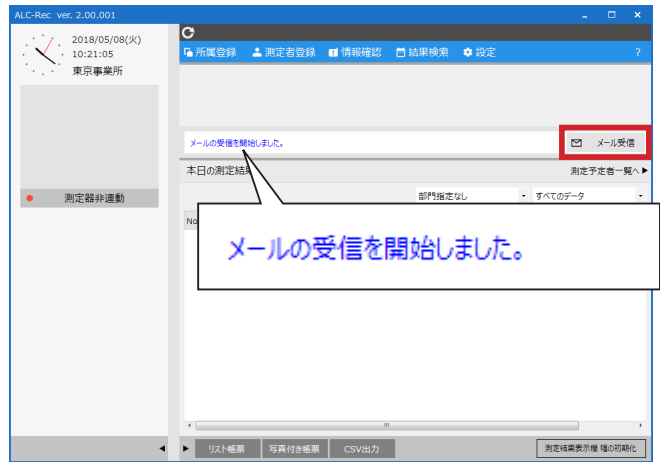 ALC-Rec ver. 2.00.001
2018/05/08(火)
10:21:05
東京事業所
所属登録 測定者登録 情報確認 結果検索 設定 ?
メールの受信を開始しました。
メール受信
本日の測定結
測定予定者一覧へ▶
測定器非連動
部門指定なし
すべてのデータ
No
メールの受信を開始しました。
リスト帳票
写真付き帳票
CSV出力
測定結果表示欄 幅の初期化